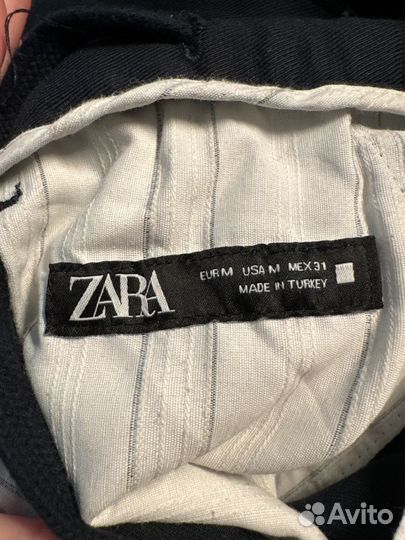 ZARA
EUR M USA M MEX 31
MADE IN TURKEY
Avito